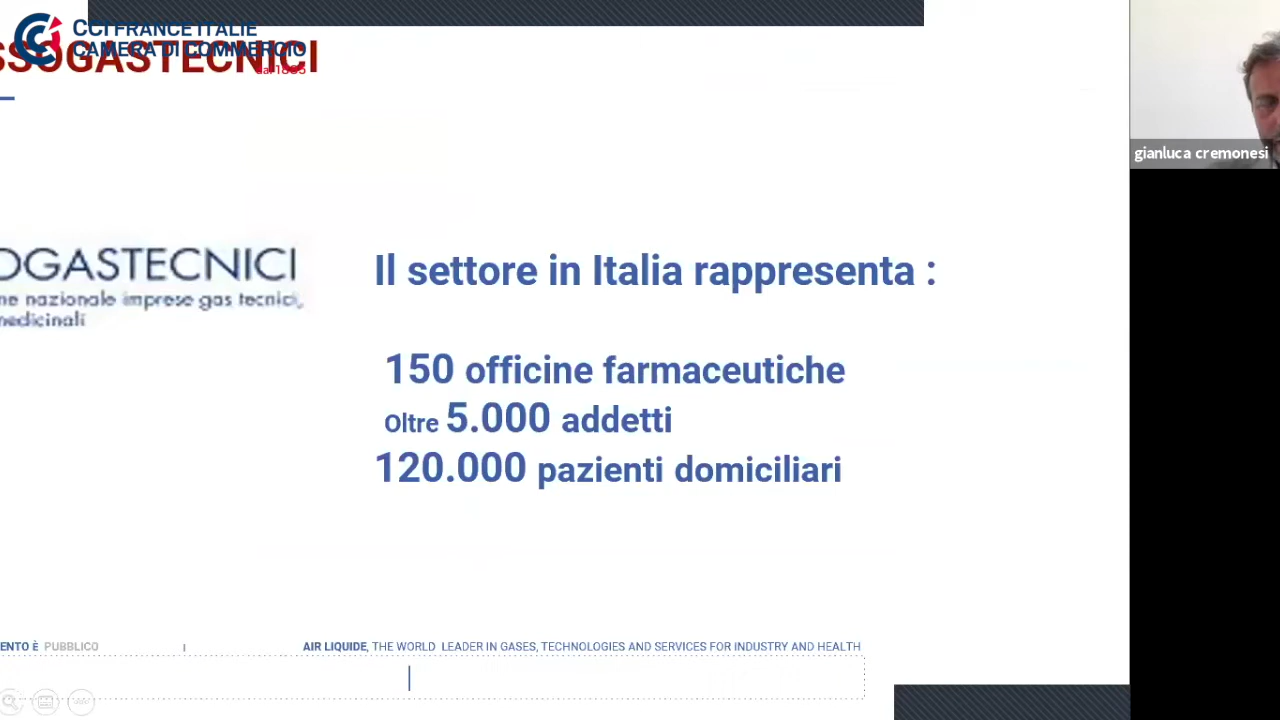 CCI FRANCE ITALIE
CAMERA DI COMMERCIO
dal 1885
SSOGASTECNICI
OGASTECNICI
ne nazionale imprese gas tecnici,
medicinali
Il settore in Italia rappresenta :
150 officine farmaceutiche
Oltre 5.000 addetti
120.000 pazienti domiciliari
ENTO È PUBBLICO
AIR LIQUIDE, THE WORLD LEADER IN GASES, TECHNOLOGIES AND SERVICES FOR INDUSTRY AND HEALTH
gianluca cremonesi